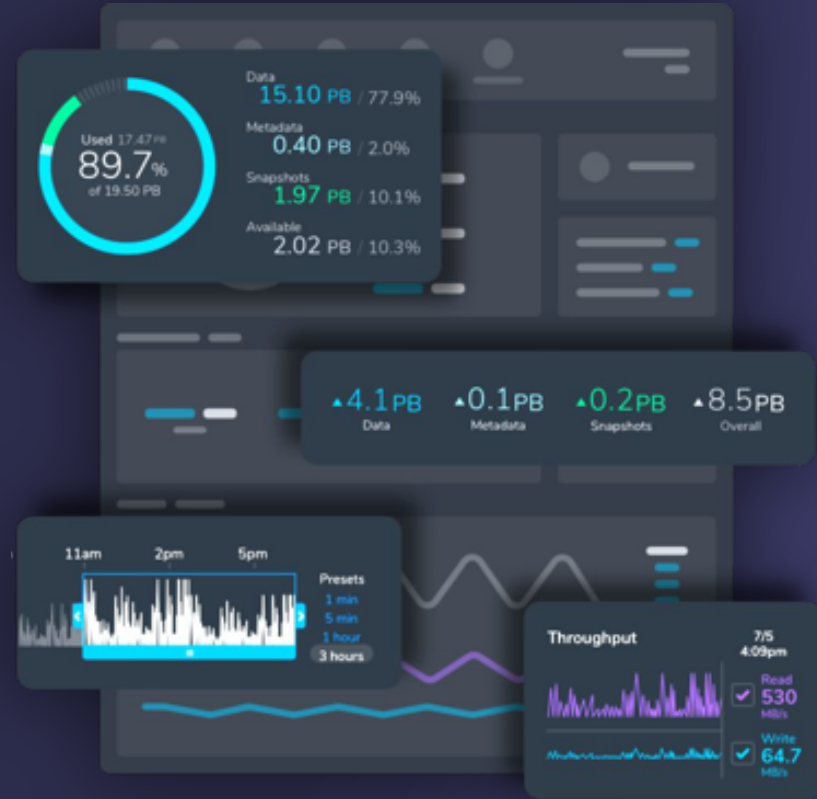 Used 17.47 PB
89.7%
of 19.50 PB
Data
15.10 PB / 77.9%
Metadata
0.40 PB / 2.0%
Snapshots
1.97 PB / 10.1%
Available
2.02 PB / 10.3%
▲4.1PB ▲0.1PB ▲0.2PB ▲8.5PB
Data Metadata Snapshots Overall
11am 2pm 5pm
Presets
1 min
5 min
1 hour
3 hours
Throughput
7/5
4:09pm
Read
530
MB/s
Write
64.7
MB/s